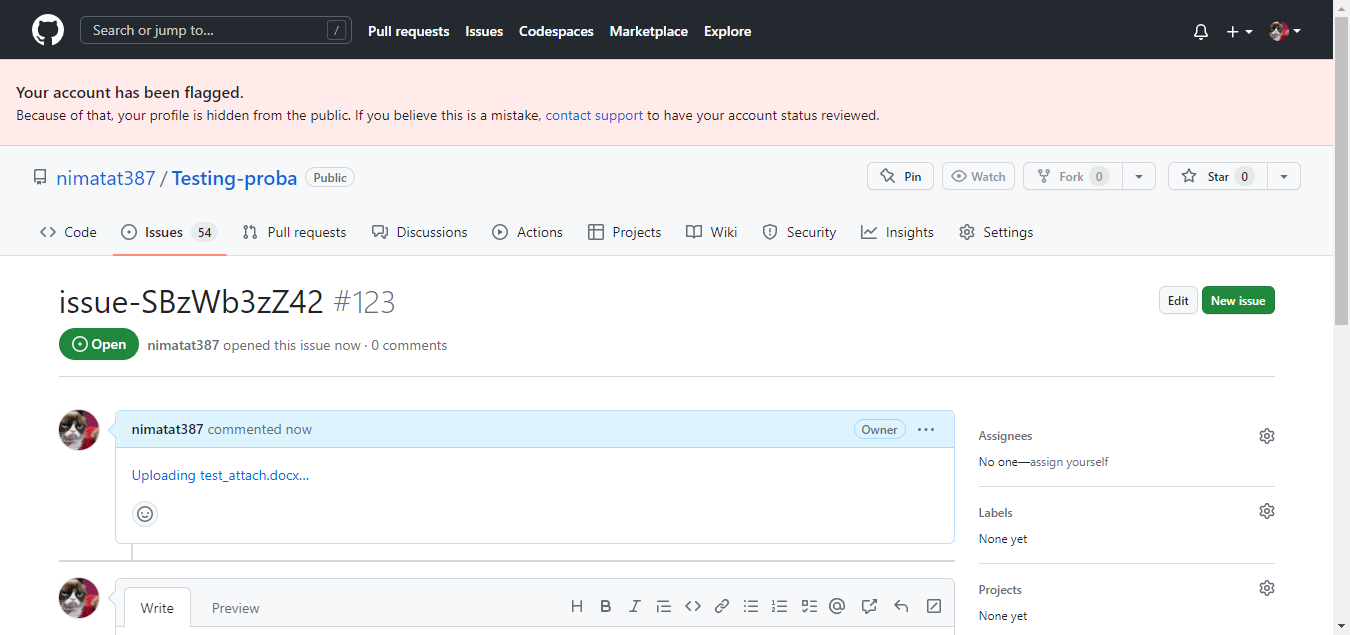 Search or jump to... /
Pull requests Issues Codespaces Marketplace Explore
Your account has been flagged.
Because of that, your profile is hidden from the public. If you believe this is a mistake, contact support to have your account status reviewed.
nimatat387 / Testing-proba Public
Pin Watch Fork 0 Star 0
Code Issues 54 Pull requests Discussions Actions Projects Wiki Security Insights Settings
issue-SBzWb3zZ42 #123
Edit New issue
Open nimatat387 opened this issue now · 0 comments
nimatat387 commented now Owner
Uploading test_attach.docx...
Assignees
No one—assign yourself
Labels
None yet
Projects
None yet
Write Preview